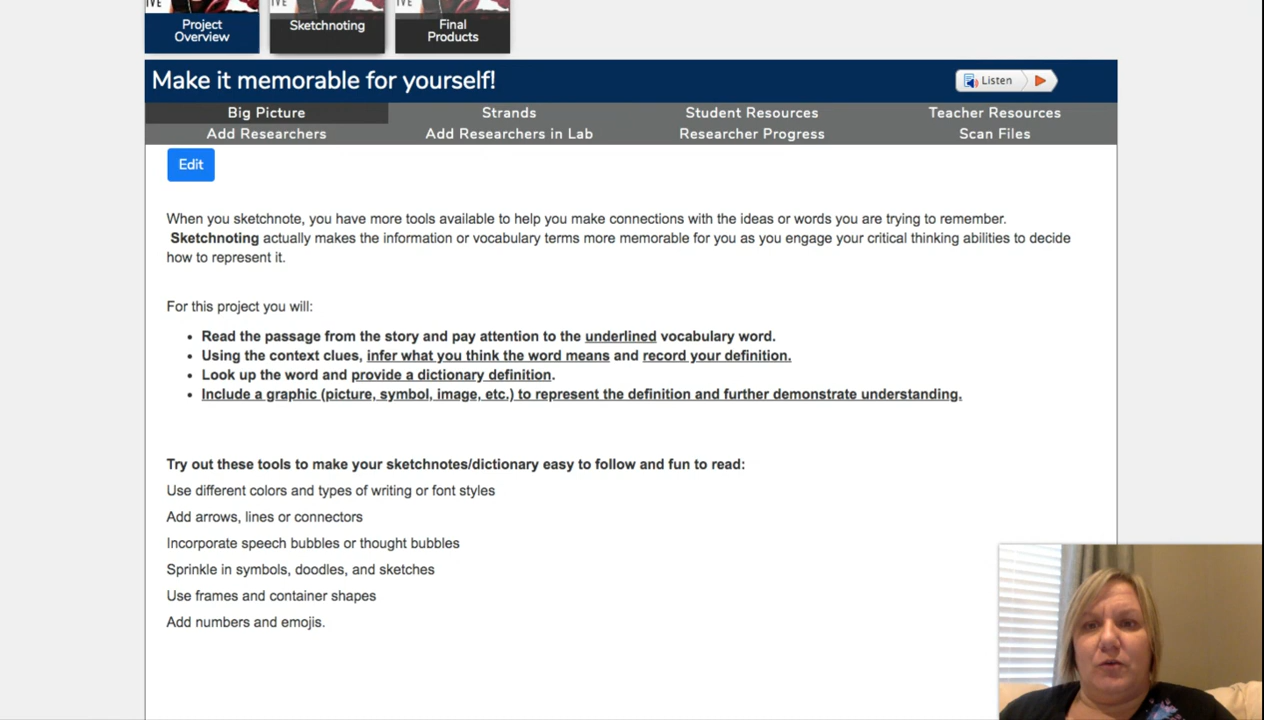 IVE
Project
Overview
Sketchnoting
Final
Products
Make it memorable for yourself!
Listen
Big Picture
Strands
Student Resources
Teacher Resources
Add Researchers
Add Researchers in Lab
Researcher Progress
Scan Files
Edit
When you sketchnote, you have more tools available to help you make connections with the ideas or words you are trying to remember.
Sketchnoting actually makes the information or vocabulary terms more memorable for you as you engage your critical thinking abilities to decide
how to represent it.
For this project you will:
• Read the passage from the story and pay attention to the underlined vocabulary word.
• Using the context clues, infer what you think the word means and record your definition.
• Look up the word and provide a dictionary definition.
• Include a graphic (picture, symbol, image, etc.) to represent the definition and further demonstrate understanding.
Try out these tools to make your sketchnotes/dictionary easy to follow and fun to read:
Use different colors and types of writing or font styles
Add arrows, lines or connectors
Incorporate speech bubbles or thought bubbles
Sprinkle in symbols, doodles, and sketches
Use frames and container shapes
Add numbers and emojis.